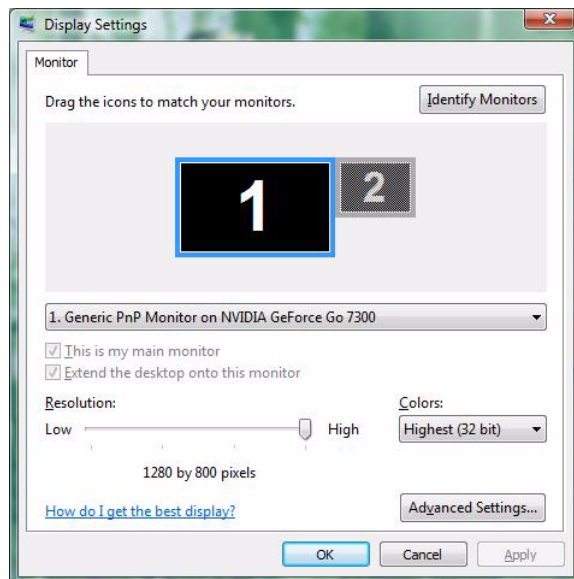 Display Settings
Monitor
Drag the icons to match your monitors.
Identify Monitors
1
2
1. Generic PnP Monitor on NVIDIA GeForce Go 7300
This is my main monitor
Extend the desktop onto this monitor
Resolution:
Colors:
Low
High
Highest (32 bit)
1280 by 800 pixels
How do I get the best display?
Advanced Settings...
OK
Cancel
Apply